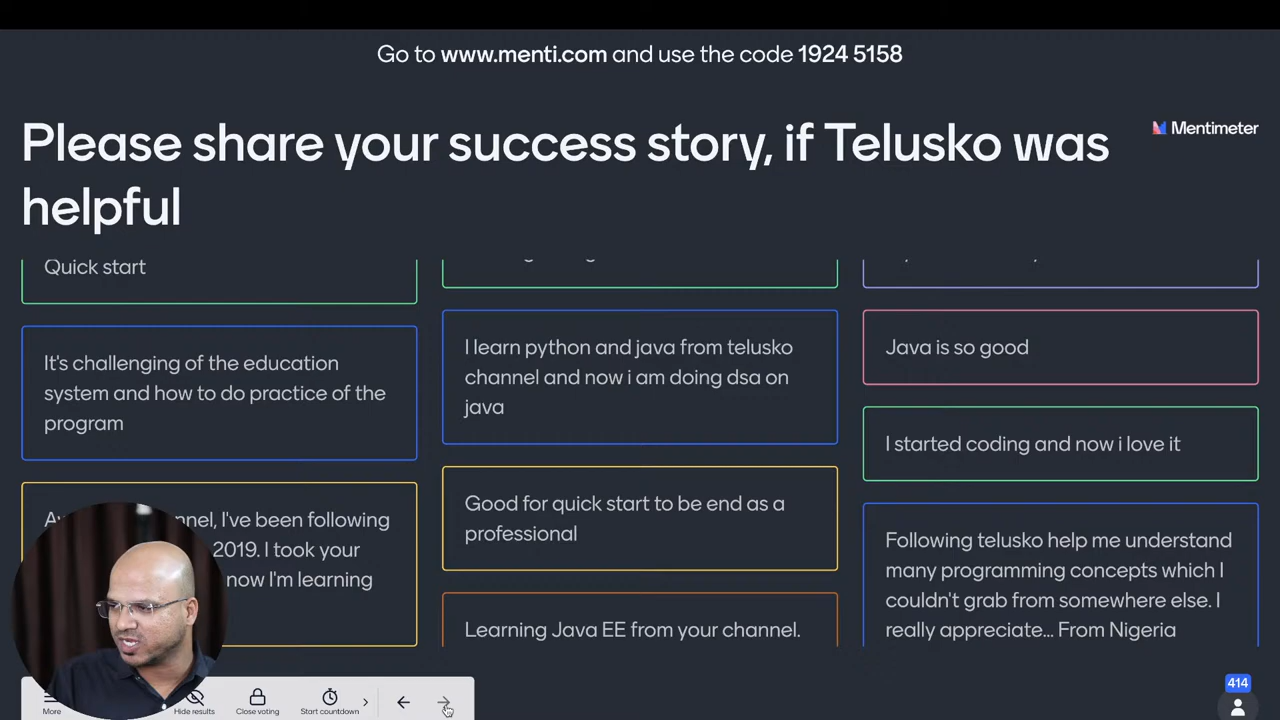 Go to www.menti.com and use the code 1924 5158
Please share your success story, if Telusko was
helpful
Mentimeter
Quick start
It's challenging of the education
system and how to do practice of the
program
nnel, I've been following
2019. I took your
now I'm learning
I learn python and java from telusko
channel and now i am doing dsa on
java
Good for quick start to be end as a
professional
Learning Java EE from your channel.
Java is so good
I started coding and now i love it
Following telusko help me understand
many programming concepts which I
couldn't grab from somewhere else. I
really appreciate... From Nigeria
More
Hide results
Close voting
Start countdown
414